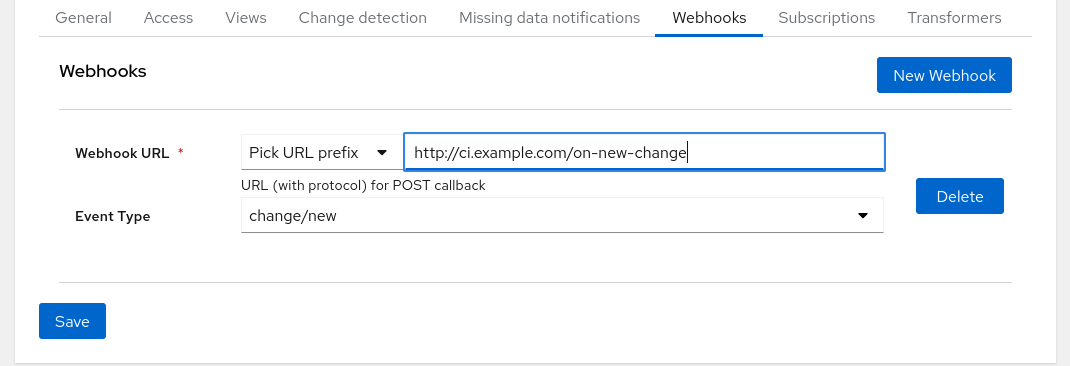 General Access Views Change detection Missing data notifications Webhooks Subscriptions Transformers
Webhooks New Webhook
Webhook URL * Pick URL prefix http://ci.example.com/on-new-change
URL (with protocol) for POST callback
Delete
Event Type change/new
Save